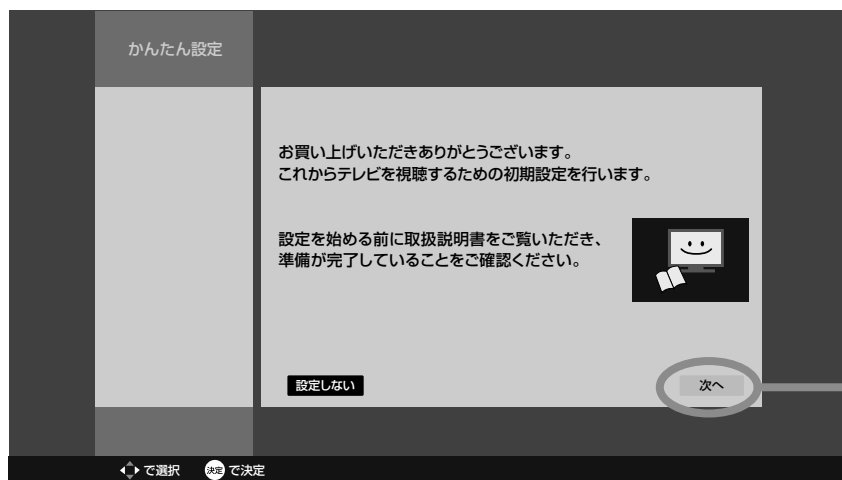 かんたん設定
お買い上げいただきありがとうございます。
これからテレビを視聴するための初期設定を行います。
設定を始める前に取扱説明書をご覧いただき、
準備が完了していることをご確認ください。
設定しない
次へ
で選択 決定 で決定